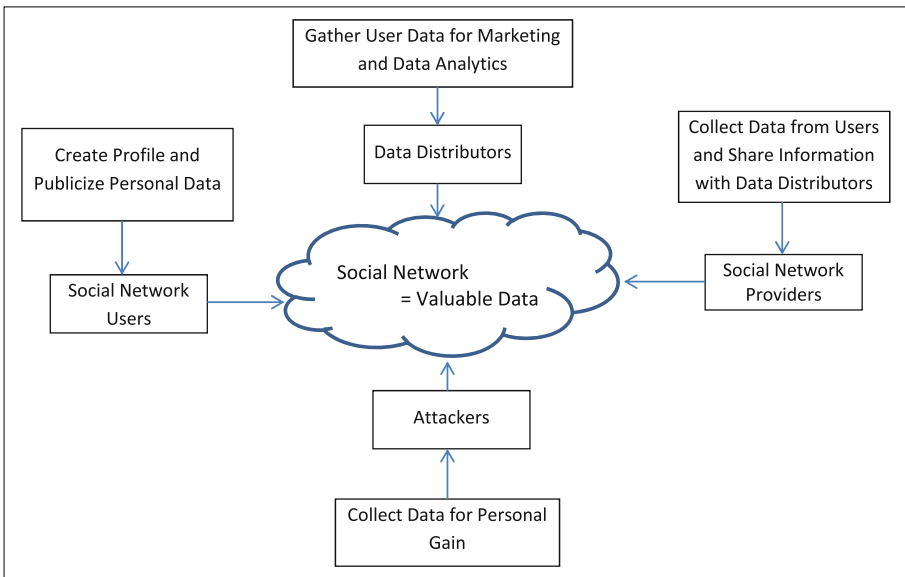 Gather User Data for Marketing
and Data Analytics
Data Distributors
Create Profile and
Publicize Personal Data
Collect Data from Users
and Share Information
with Data Distributors
Social Network
Users
Social Network
= Valuable Data
Social Network
Providers
Attackers
Collect Data for Personal
Gain